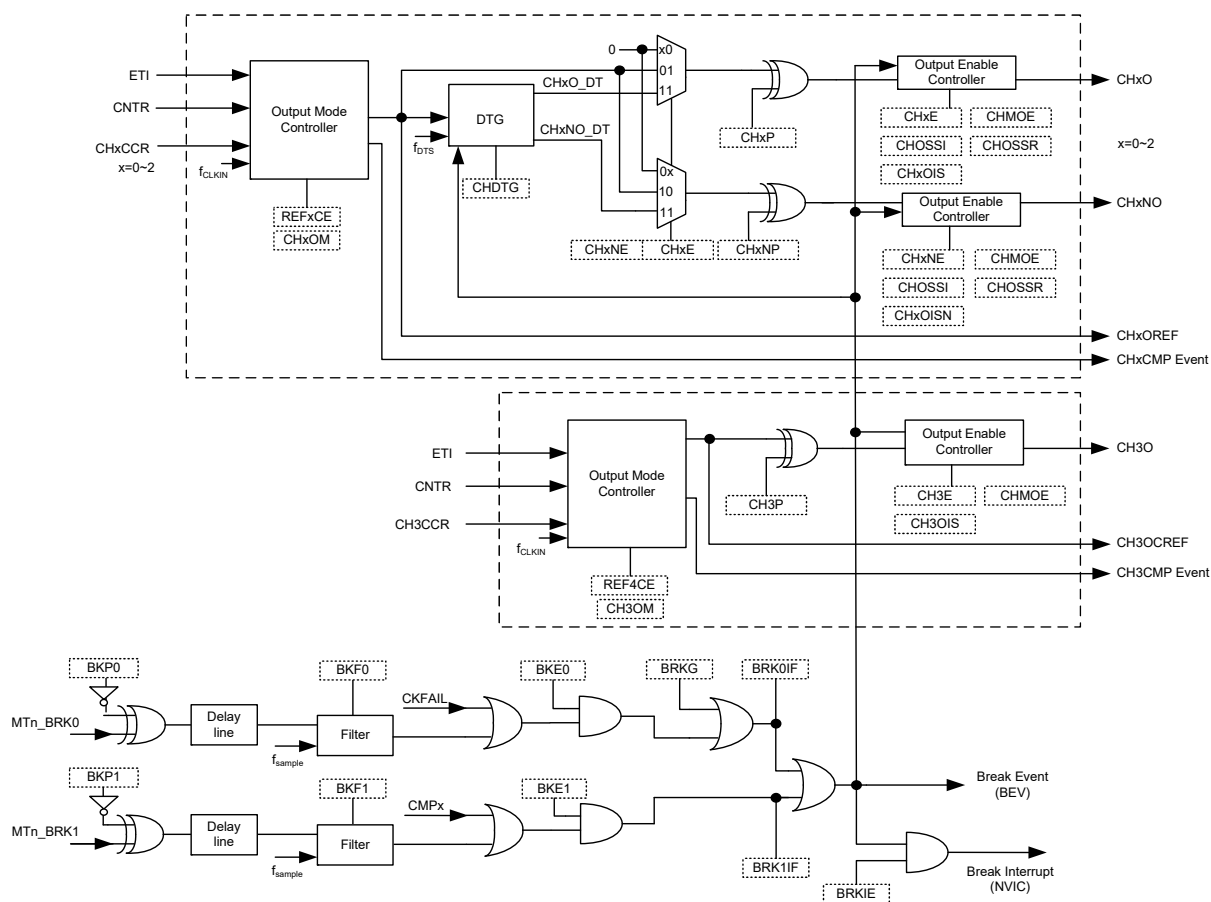 ETI
CNTR
CHxCCR
x=0~2
fCLKIN
Output Mode
Controller
REFxCE
CHxOM
DTG
fDTS
CHDTG
CHxO_DT
CHxNO_DT
0
x0
01
11
0x
10
11
CHxNE
CHxE
CHxP
CHxNP
Output Enable
Controller
CHxE
CHMOE
CHOSSI
CHOSSR
CHxOIS
Output Enable
Controller
CHxNE
CHMOE
CHOSSI
CHOSSR
CHxOISN
CHxO
x=0~2
CHxNO
CHxOREF
CHxCMP Event
ETI
CNTR
CH3CCR
fCLKIN
Output Mode
Controller
REF4CE
CH3OM
CH3P
Output Enable
Controller
CH3E
CHMOE
CH3OIS
CH3O
CH3OCREF
CH3CMP Event
BKP0
MTn_BRK0
Delay
line
BKF0
Filter
fsample
CKFAIL
BKE0
BRKG
BRK0IF
BKP1
MTn_BRK1
Delay
line
BKF1
Filter
fsample
CMPx
BKE1
BRK1IF
BRKIE
Break Event
(BEV)
Break Interrupt
(NVIC)